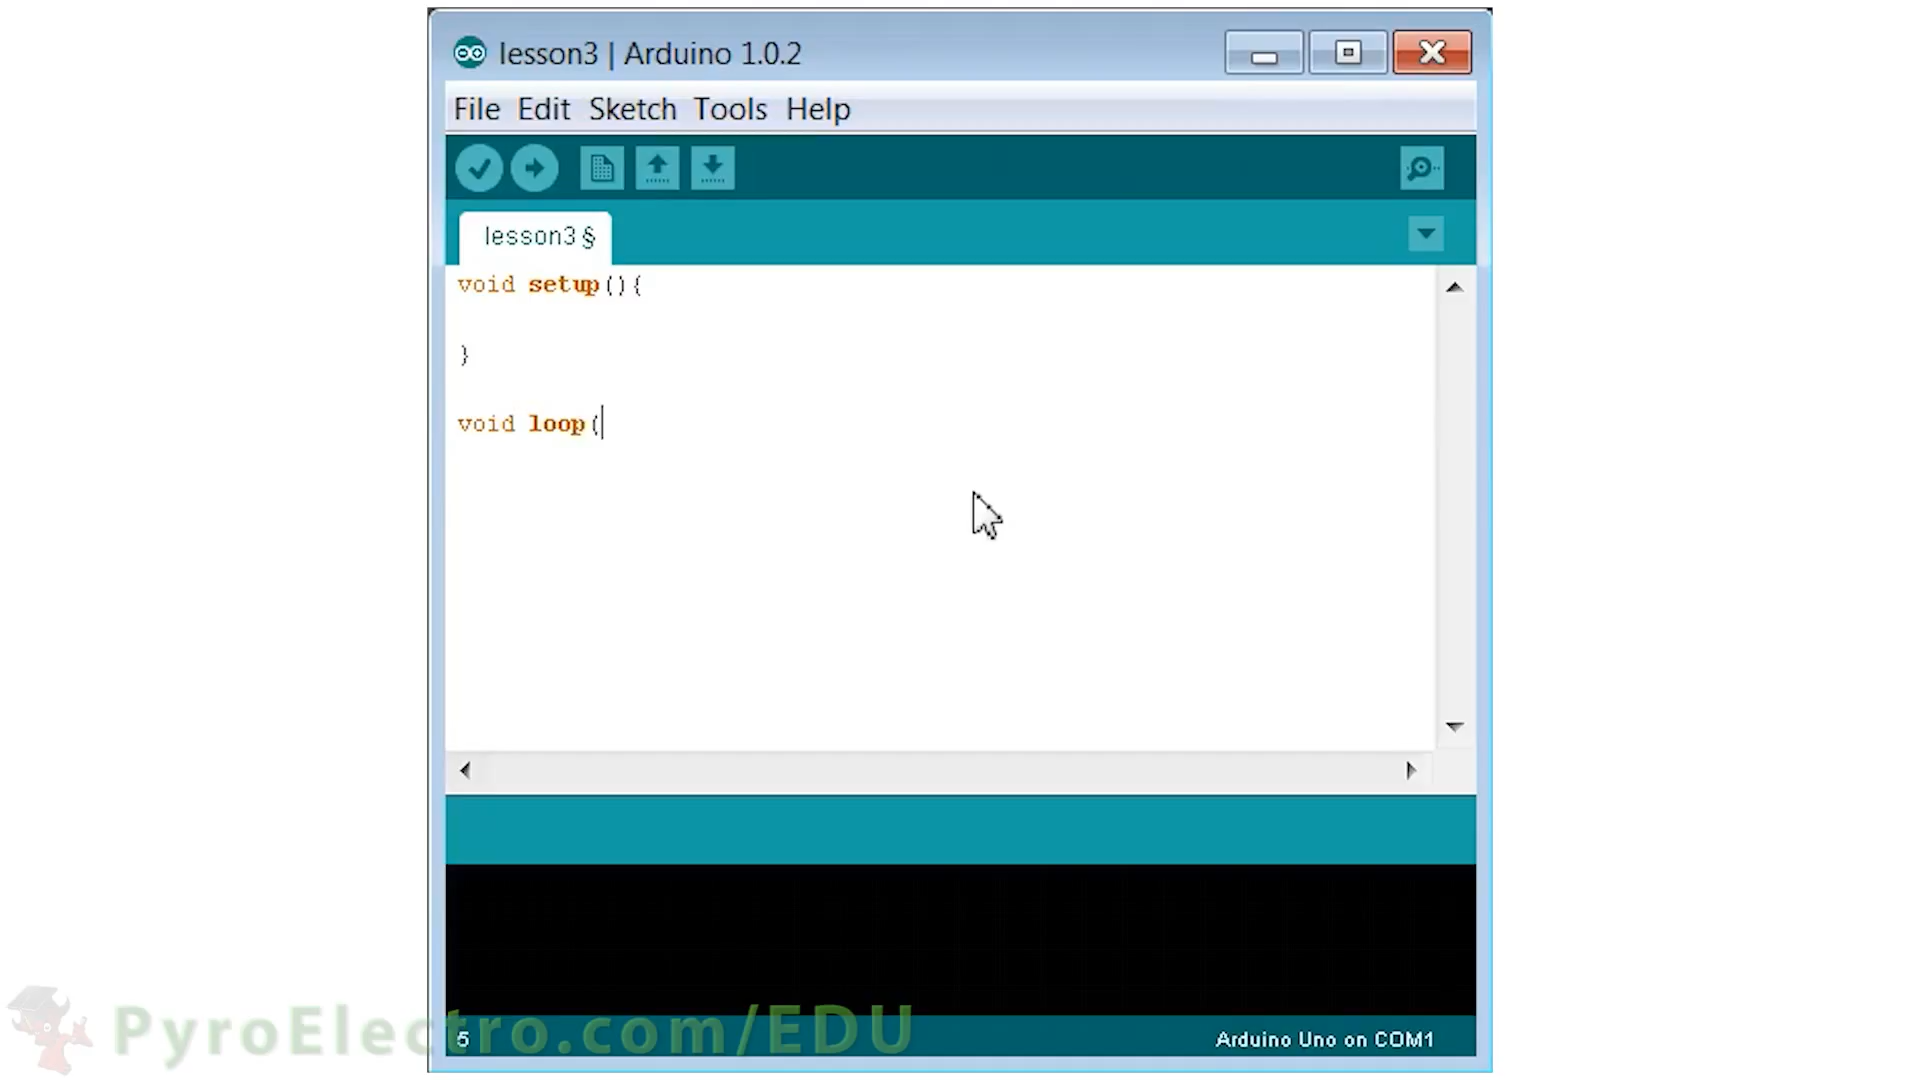 lesson3 | Arduino 1.0.2
File Edit Sketch Tools Help
lesson3 §
void setup(){
}
void loop(
5
Arduino Uno on COM1
PyroElectro.com/EDU